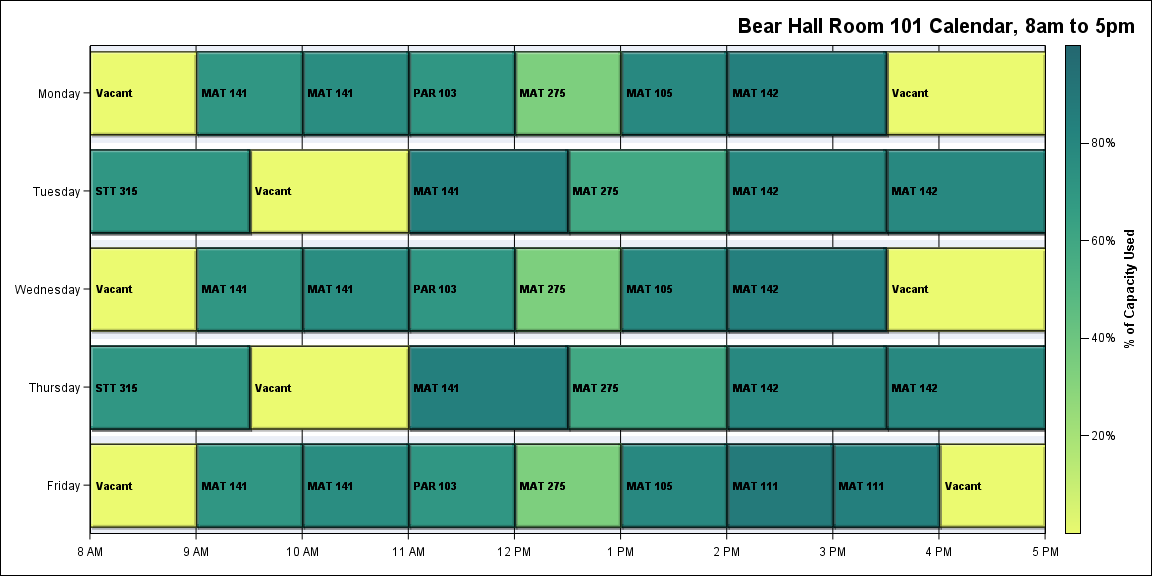 Bear Hall Room 101 Calendar, 8am to 5pm
Monday
Vacant
MAT 141
MAT 141
PAR 103
MAT 275
MAT 105
MAT 142
Vacant
Tuesday
STT 315
Vacant
MAT 141
MAT 275
MAT 142
MAT 142
Wednesday
Vacant
MAT 141
MAT 141
PAR 103
MAT 275
MAT 105
MAT 142
Vacant
Thursday
STT 315
Vacant
MAT 141
MAT 275
MAT 142
MAT 142
Friday
Vacant
MAT 141
MAT 141
PAR 103
MAT 275
MAT 105
MAT 111
MAT 111
Vacant
8 AM
9 AM
10 AM
11 AM
12 PM
1 PM
2 PM
3 PM
4 PM
5 PM
80%
60%
40%
20%
% of Capacity Used